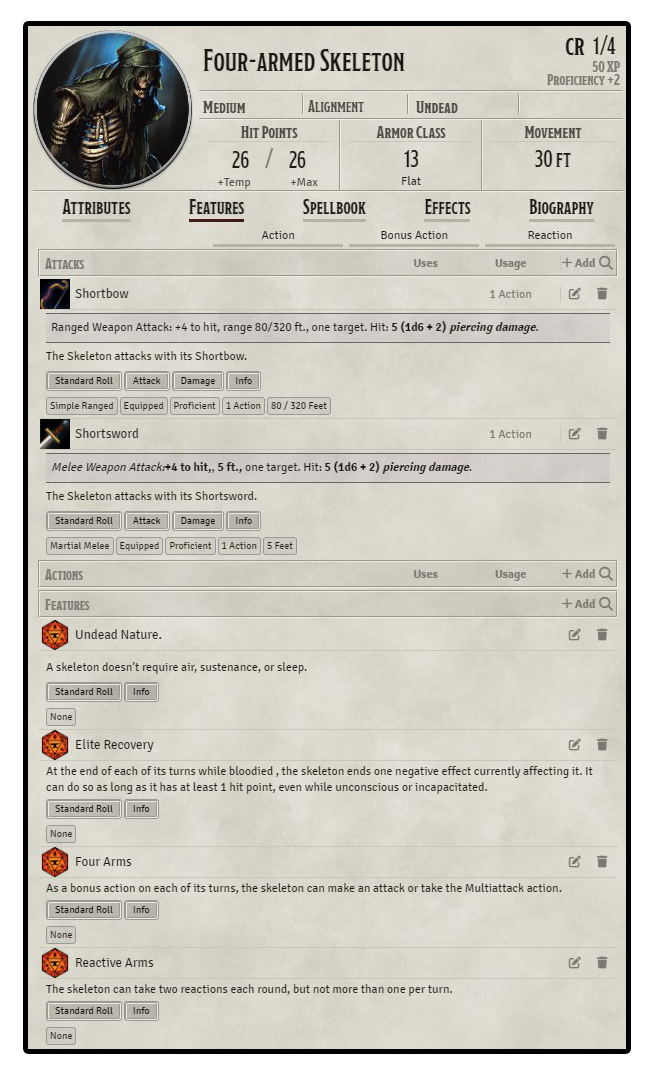 Four-armed Skeleton
CR 1/4
50 XP
Proficiency +2
Medium Alignment Undead
Hit Points Armor Class Movement
26 / 26 13 30 ft
+Temp +Max Flat
Attributes Features Spellbook Effects Biography
Action Bonus Action Reaction
Attacks Uses Usage + Add
Shortbow 1 Action
Ranged Weapon Attack: +4 to hit, range 80/320 ft., one target. Hit: 5 (1d6 + 2) piercing damage.
The Skeleton attacks with its Shortbow.
Standard Roll Attack Damage Info
Simple Ranged Equipped Proficient 1 Action 80 / 320 Feet
Shortsword 1 Action
Melee Weapon Attack:+4 to hit,, 5 ft., one target. Hit: 5 (1d6 + 2) piercing damage.
The Skeleton attacks with its Shortsword.
Standard Roll Attack Damage Info
Martial Melee Equipped Proficient 1 Action 5 Feet
Actions Uses Usage + Add
Features + Add
Undead Nature.
A skeleton doesn't require air, sustenance, or sleep.
Standard Roll Info
None
Elite Recovery
At the end of each of its turns while bloodied , the skeleton ends one negative effect currently affecting it. It
can do so as long as it has at least 1 hit point, even while unconscious or incapacitated.
Standard Roll Info
None
Four Arms
As a bonus action on each of its turns, the skeleton can make an attack or take the Multiattack action.
Standard Roll Info
None
Reactive Arms
The skeleton can take two reactions each round, but not more than one per turn.
Standard Roll Info
None